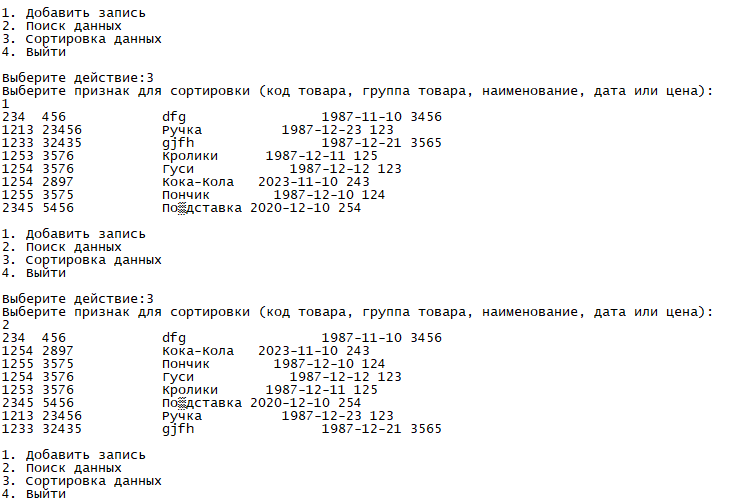 1. Добавить запись
2. Поиск данных
3. Сортировка данных
4. Выйти
Выберите действие:3
Выберите признак для сортировки (код товара, группа товара, наименование, дата или цена):
1
234 456 dfg 1987-11-10 3456
1213 23456 Ручка 1987-12-23 123
1233 32435 gjfh 1987-12-21 3565
1253 3576 Кролики 1987-12-11 125
1254 3576 Гуси 1987-12-12 123
1254 2897 Кока-Кола 2023-11-10 243
1255 3575 Пончик 1987-12-10 124
2345 5456 По▒дставка 2020-12-10 254
1. Добавить запись
2. Поиск данных
3. Сортировка данных
4. Выйти
Выберите действие:3
Выберите признак для сортировки (код товара, группа товара, наименование, дата или цена):
2
234 456 dfg 1987-11-10 3456
1254 2897 Кока-Кола 2023-11-10 243
1255 3575 Пончик 1987-12-10 124
1254 3576 Гуси 1987-12-12 123
1253 3576 Кролики 1987-12-11 125
2345 5456 По▒дставка 2020-12-10 254
1213 23456 Ручка 1987-12-23 123
1233 32435 gjfh 1987-12-21 3565
1. Добавить запись
2. Поиск данных
3. Сортировка данных
4. Выйти